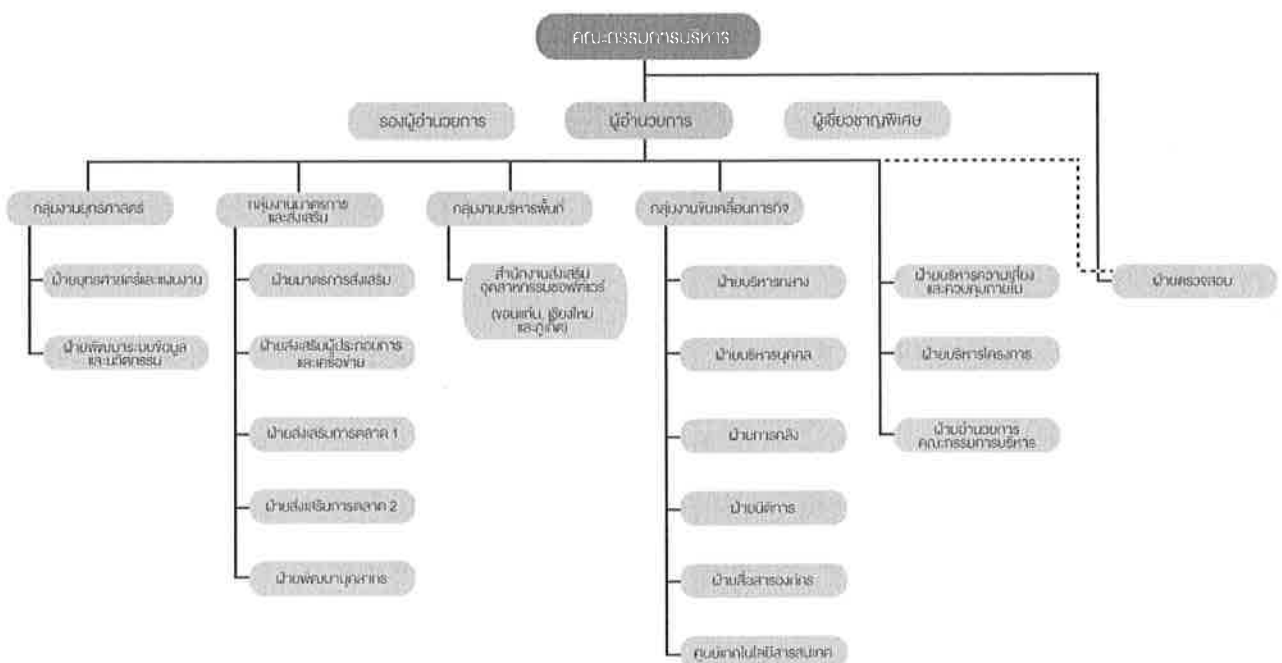 คณะกรรมการบริหาร
รองผู้อำนวยการ
ผู้อำนวยการ
ผู้เชี่ยวชาญพิเศษ
กลุ่มงานยุทธศาสตร์
กลุ่มงานมาตรการ
และส่งเสริม
กลุ่มงานบริหารพื้นที่
กลุ่มงานขับเคลื่อนภารกิจ
ฝ่ายยุทธศาสตร์และแผนงาน
ฝ่ายพัฒนาระบบข้อมูล
และนวัตกรรม
ฝ่ายมาตรการส่งเสริม
ฝ่ายส่งเสริมผู้ประกอบการ
และเครือข่าย
ฝ่ายส่งเสริมการตลาด 1
ฝ่ายส่งเสริมการตลาด 2
ฝ่ายพัฒนาบุคลากร
สำนักงานส่งเสริม
อุตสาหกรรมซอฟต์แวร์
(ขอนแก่น, เชียงใหม่
และภูเก็ต)
ฝ่ายบริหารกลาง
ฝ่ายบริหารบุคคล
ฝ่ายการคลัง
ฝ่ายนิติการ
ฝ่ายสื่อสารองค์กร
ศูนย์เทคโนโลยีสารสนเทศ
ฝ่ายบริหารความเสี่ยง
และควบคุมภายใน
ฝ่ายบริหารโครงการ
ฝ่ายอำนวยการ
คณะกรรมการบริหาร
ฝ่ายตรวจสอบ